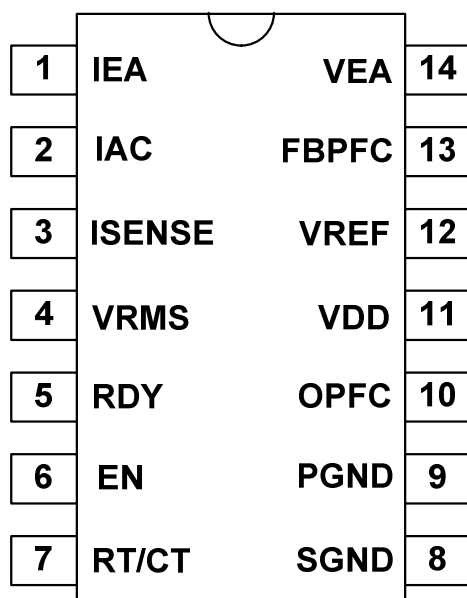 1 IEA VEA 14
2 IAC FBPFC 13
3 ISENSE VREF 12
4 VRMS VDD 11
5 RDY OPFC 10
6 EN PGND 9
7 RT/CT SGND 8